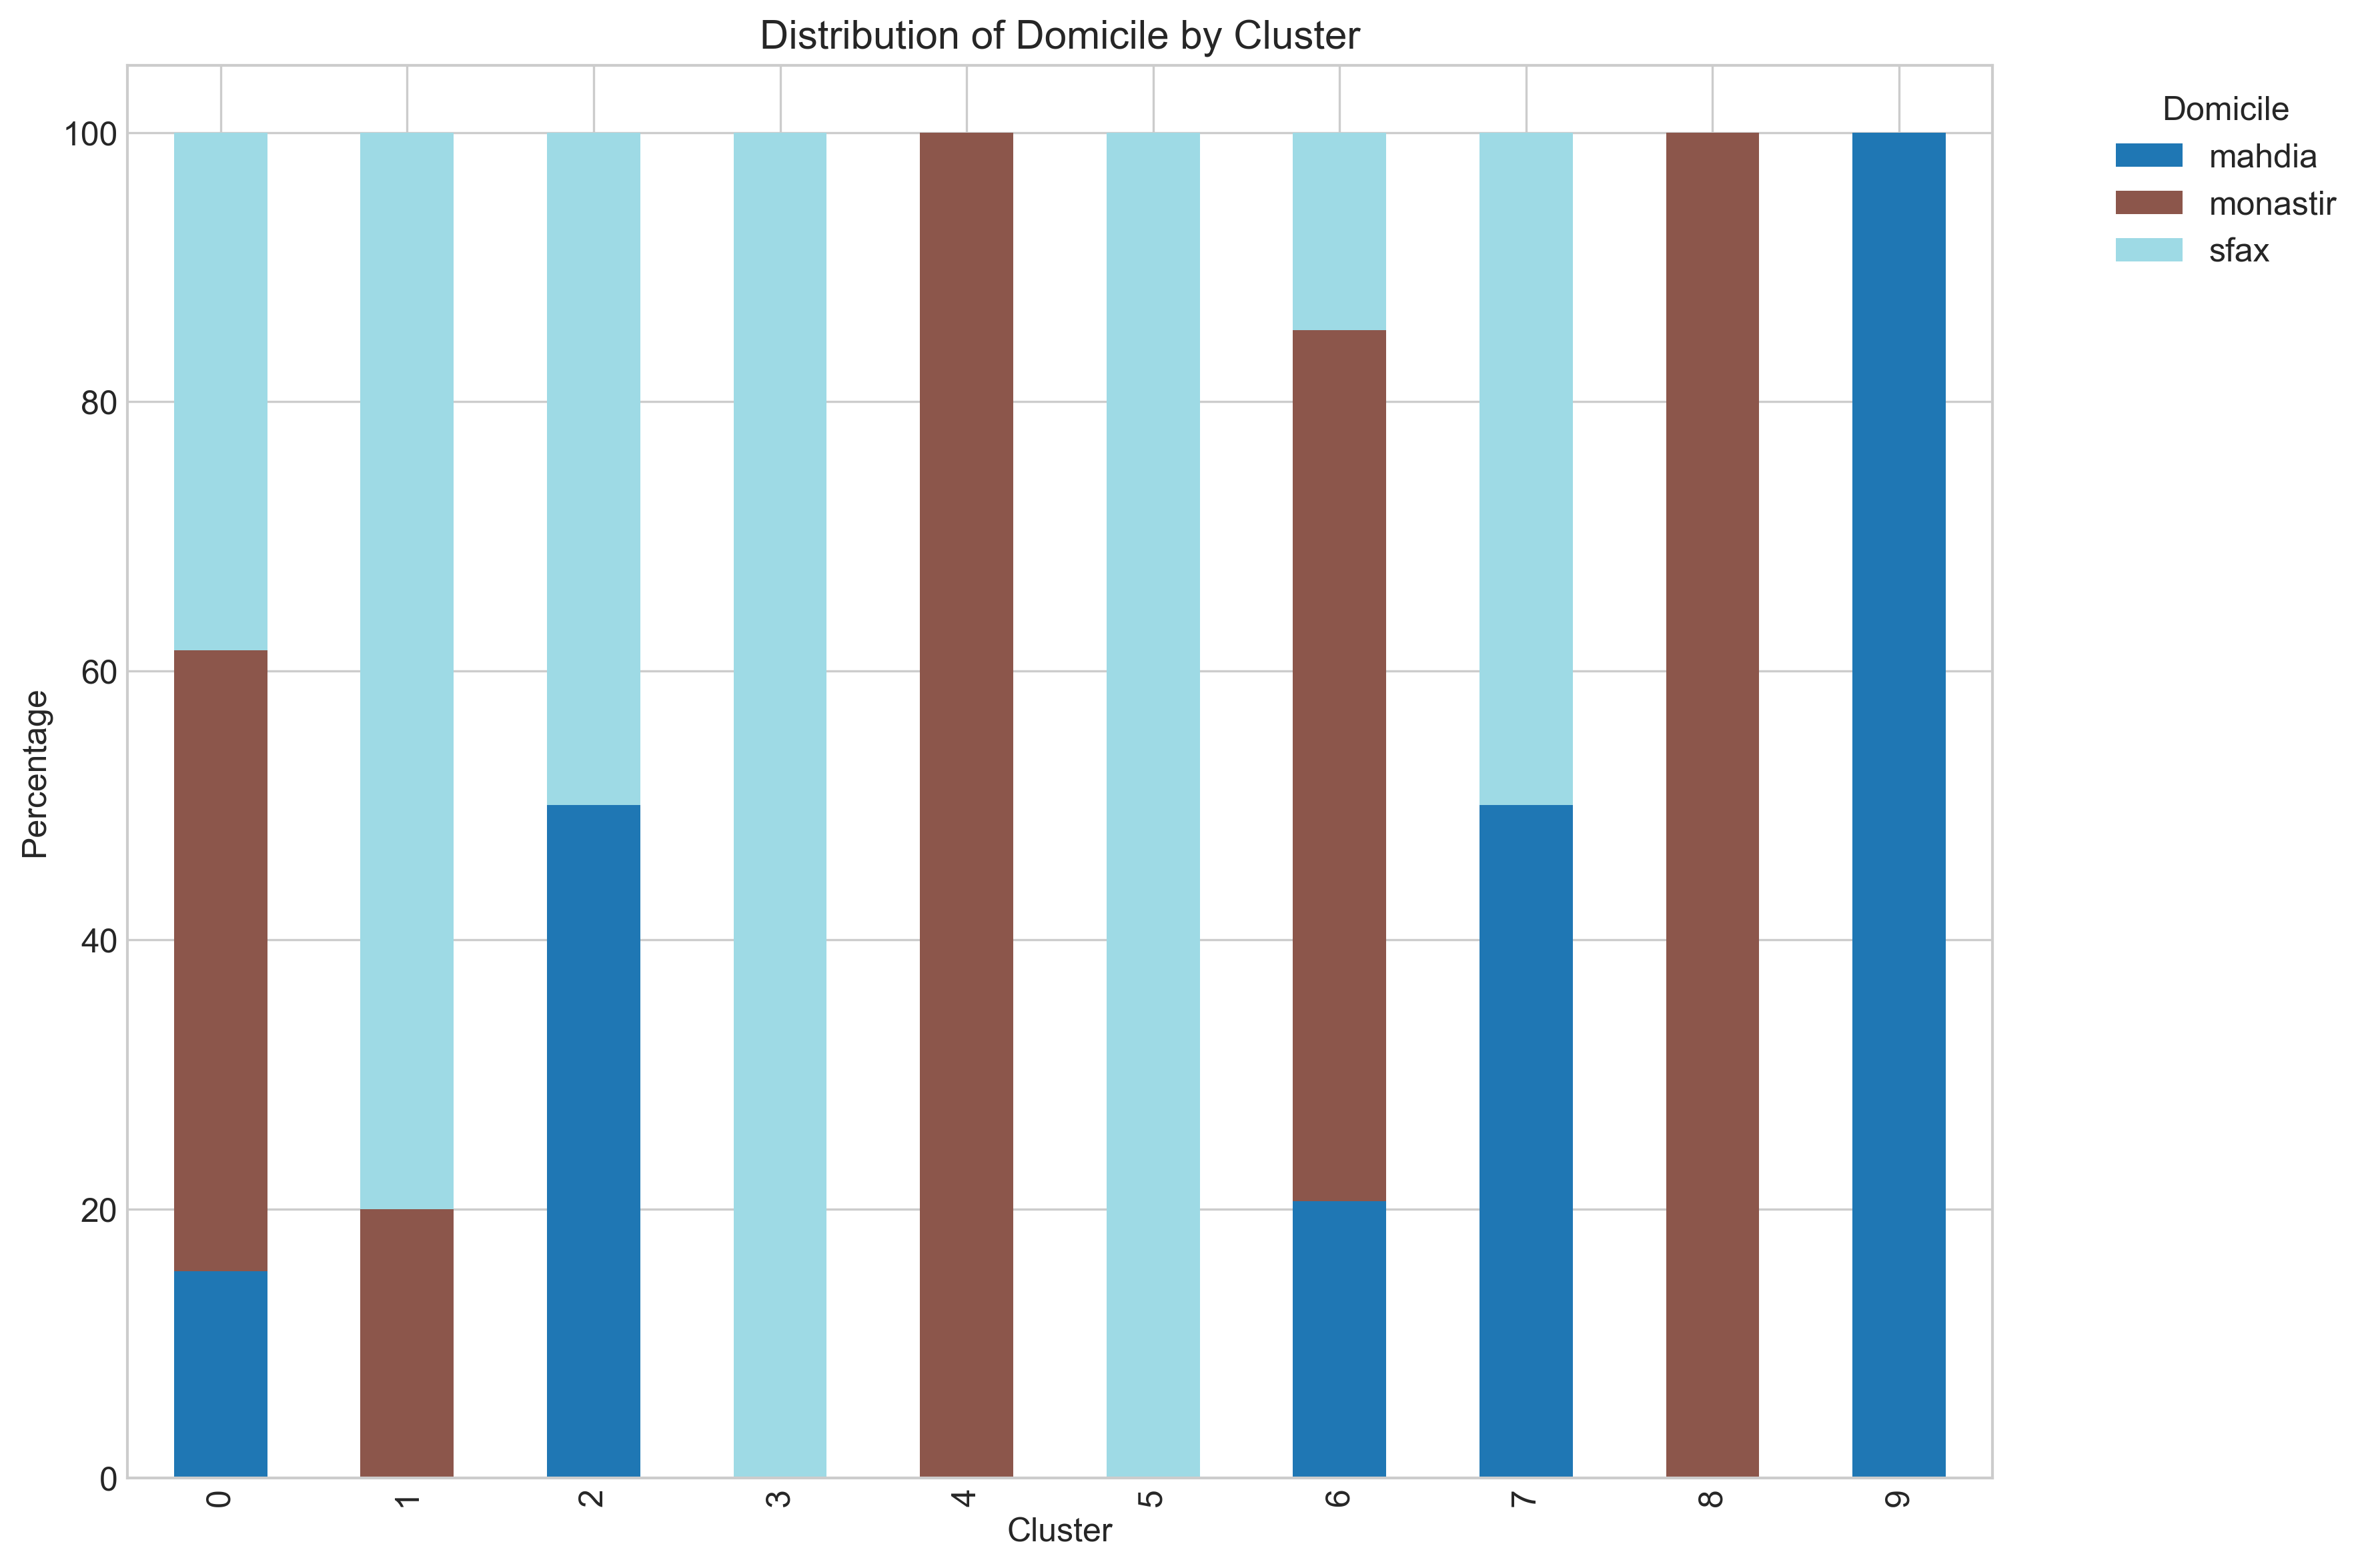 Distribution of Domicile by Cluster
Domicile
mahdia
monastir
sfax
Percentage
100
80
60
40
20
0
0 1 2 3 4 5 6 7 8 9
Cluster